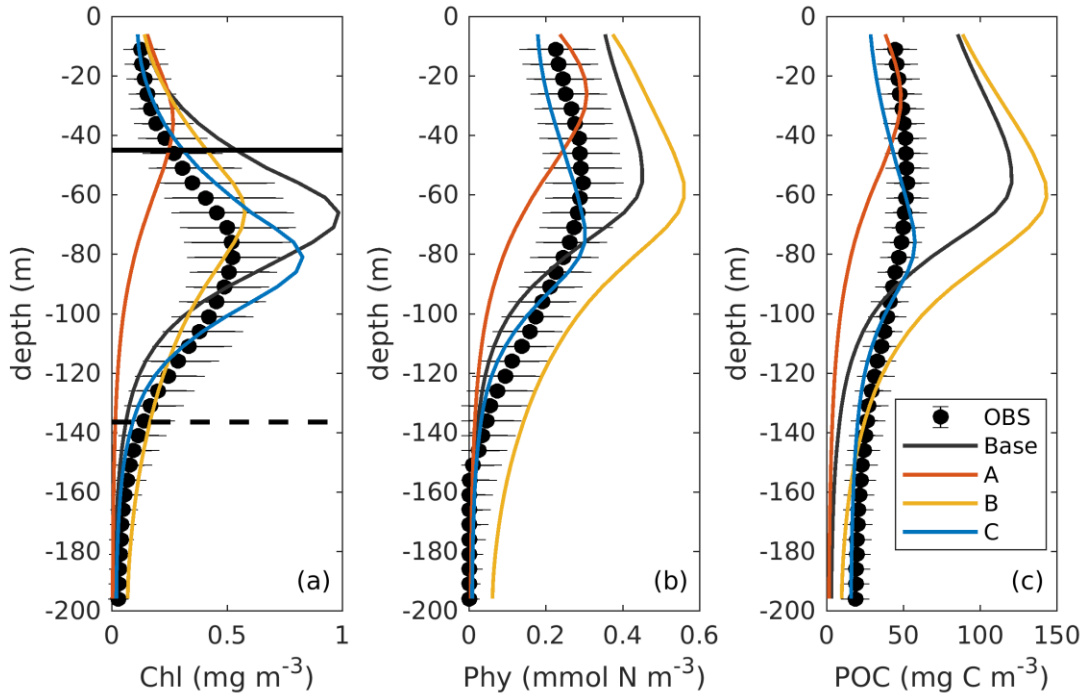 0
-20
-40
-60
-80
-100
-120
-140
-160
-180
-200
depth (m)
0 0.5 1
Chl (mg m⁻³)
(a)
0
-20
-40
-60
-80
-100
-120
-140
-160
-180
-200
depth (m)
0 0.2 0.4 0.6
Phy (mmol N m⁻³)
(b)
0
-20
-40
-60
-80
-100
-120
-140
-160
-180
-200
depth (m)
0 50 100 150
POC (mg C m⁻³)
(c)
OBS
Base
A
B
C